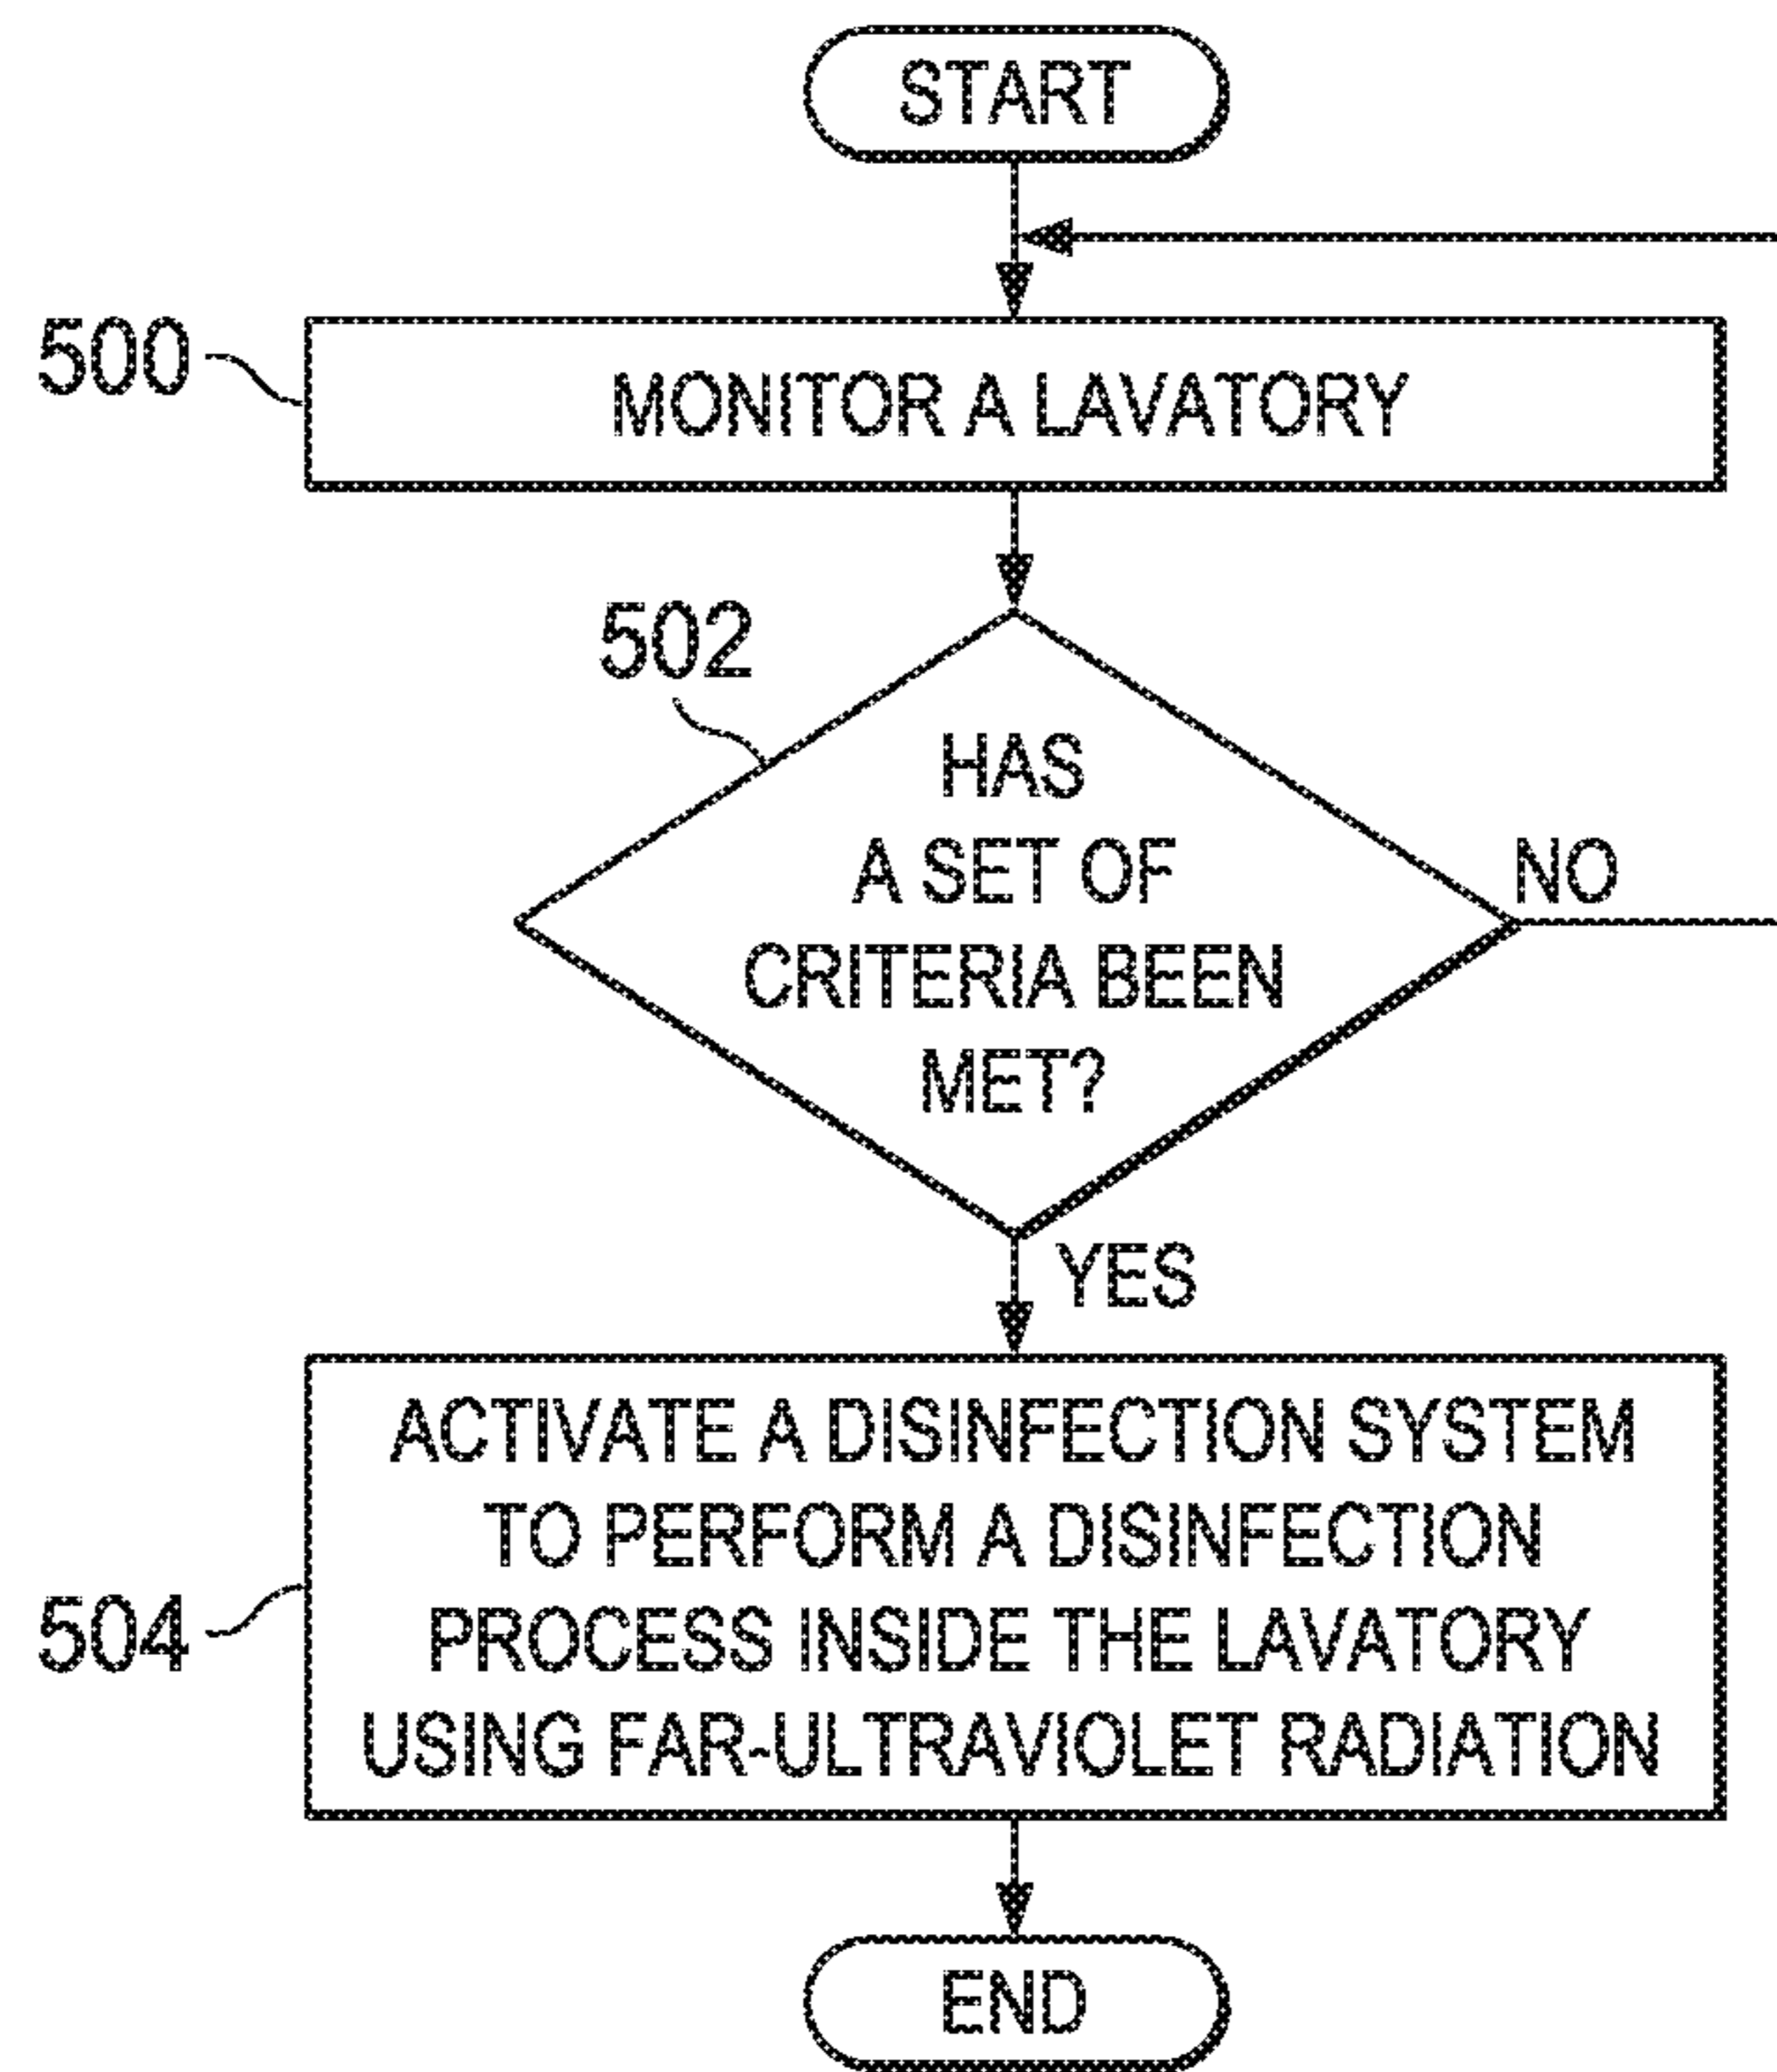 START
500
MONITOR A LAVATORY
502
HAS
A SET OF
CRITERIA BEEN
MET?
NO
YES
504
ACTIVATE A DISINFECTION SYSTEM
TO PERFORM A DISINFECTION
PROCESS INSIDE THE LAVATORY
USING FAR-ULTRAVIOLET RADIATION
END